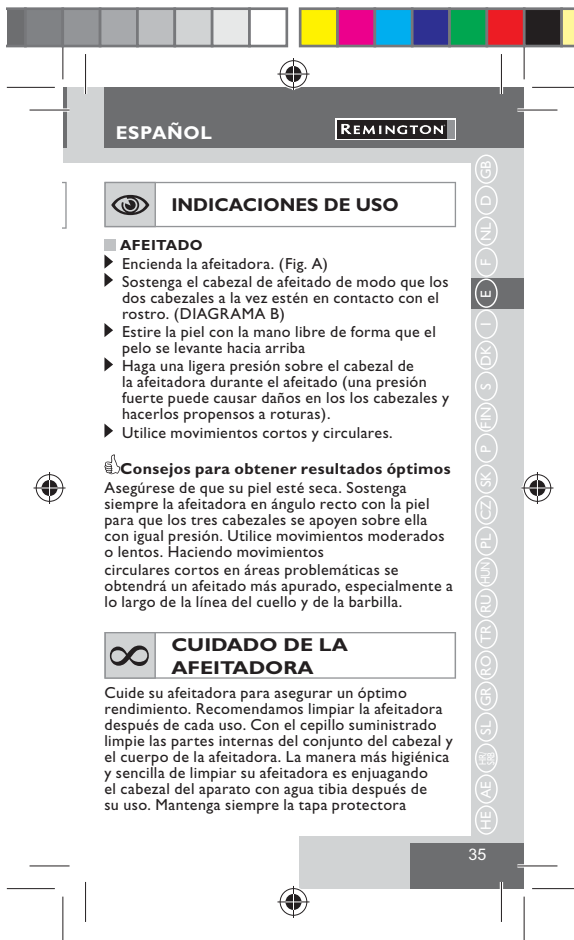 ESPAÑOL
REMINGTON
INDICACIONES DE USO
AFEITADO
Encienda la afeitadora. (Fig. A)
Sostenga el cabezal de afeitado de modo que los
dos cabezales a la vez estén en contacto con el
rostro. (DIAGRAMA B)
Estire la piel con la mano libre de forma que el
pelo se levante hacia arriba
Haga una ligera presión sobre el cabezal de
la afeitadora durante el afeitado (una presión
fuerte puede causar daños en los los cabezales y
hacerlos propensos a roturas).
Utilice movimientos cortos y circulares.
Consejos para obtener resultados óptimos
Asegúrese de que su piel esté seca. Sostenga
siempre la afeitadora en ángulo recto con la piel
para que los tres cabezales se apoyen sobre ella
con igual presión. Utilice movimientos moderados
o lentos. Haciendo movimientos
circulares cortos en áreas problemáticas se
obtendrá un afeitado más apurado, especialmente a
lo largo de la línea del cuello y de la barbilla.
CUIDADO DE LA
AFEITADORA
Cuide su afeitadora para asegurar un óptimo
rendimiento. Recomendamos limpiar la afeitadora
después de cada uso. Con el cepillo suministrado
limpie las partes internas del conjunto del cabezal y
el cuerpo de la afeitadora. La manera más higiénica
y sencilla de limpiar su afeitadora es enjuagando
el cabezal del aparato con agua tibia después de
su uso. Mantenga siempre la tapa protectora
GB
D
NL
F
E
I
DK
S
FIN
P
SK
CZ
PL
HUN
RU
TR
RO
GR
SL
HR/
SRB
AE
HE
35